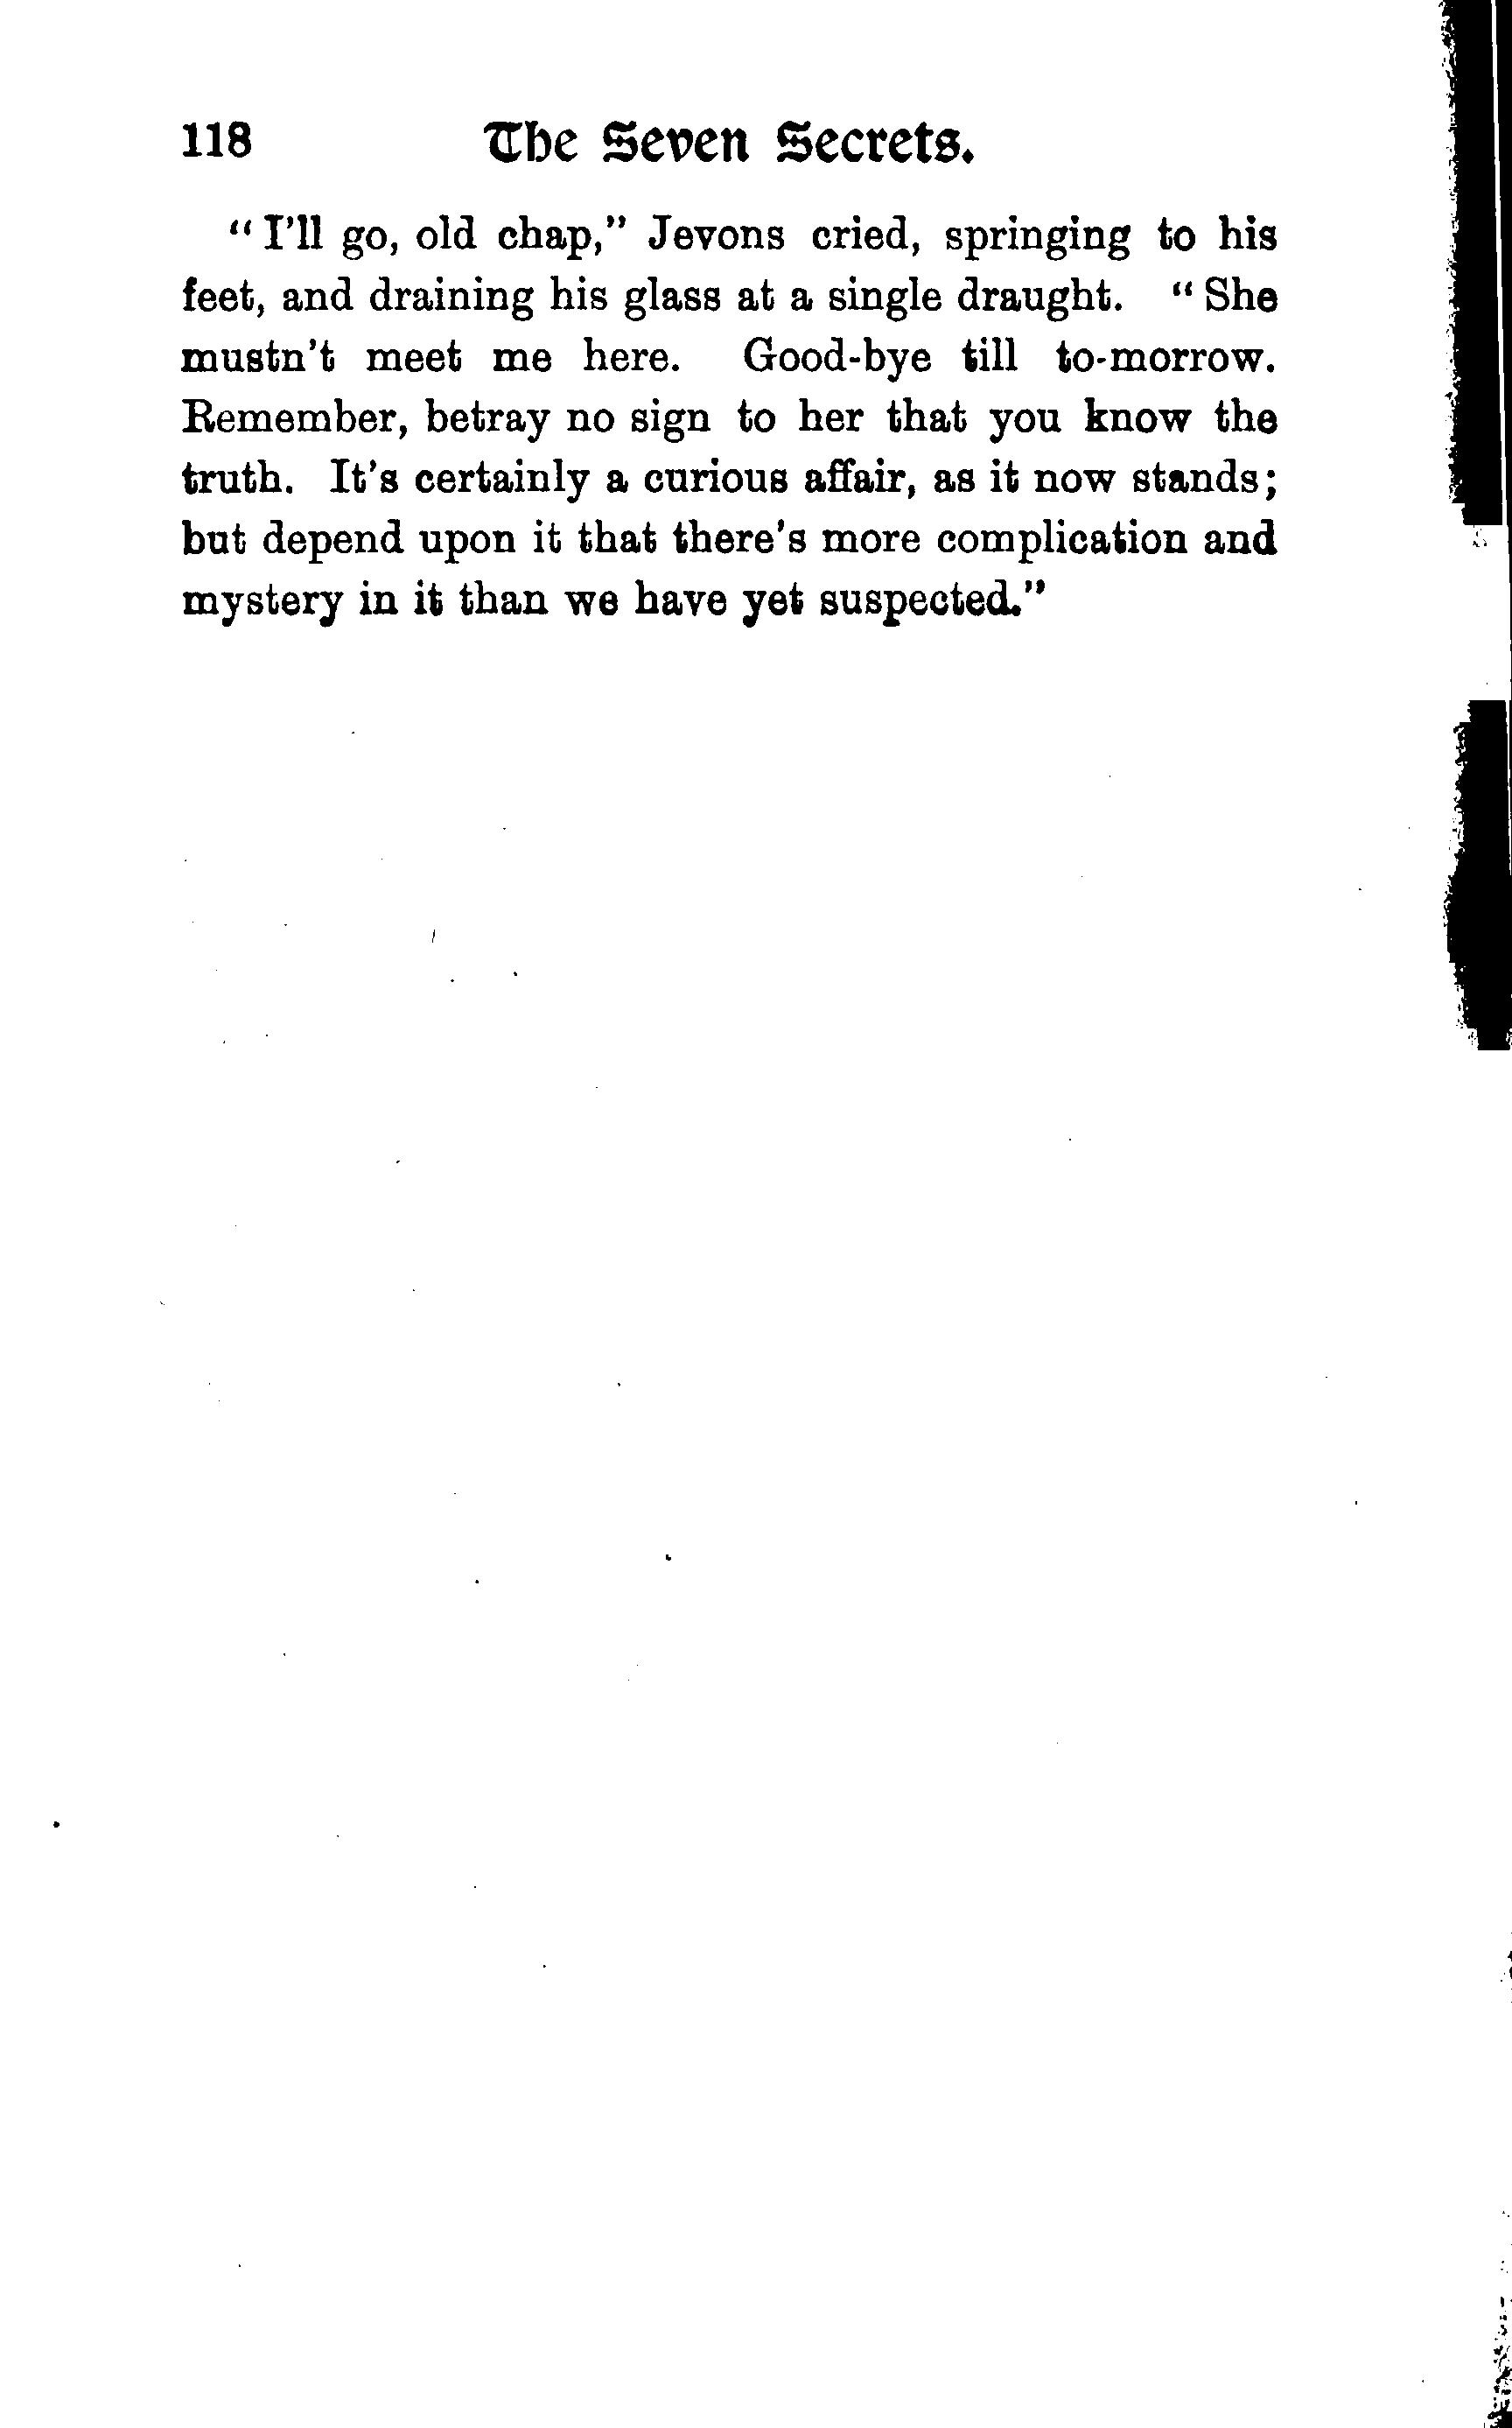 118 The Seven Secrets.
"I'll go, old chap," Jevons cried, springing to his
feet, and draining his glass at a single draught. "She
mustn't meet me here. Good-bye till to-morrow.
Remember, betray no sign to her that you know the
truth. It's certainly a curious affair, as it now stands;
but depend upon it that there's more complication and
mystery in it than we have yet suspected."